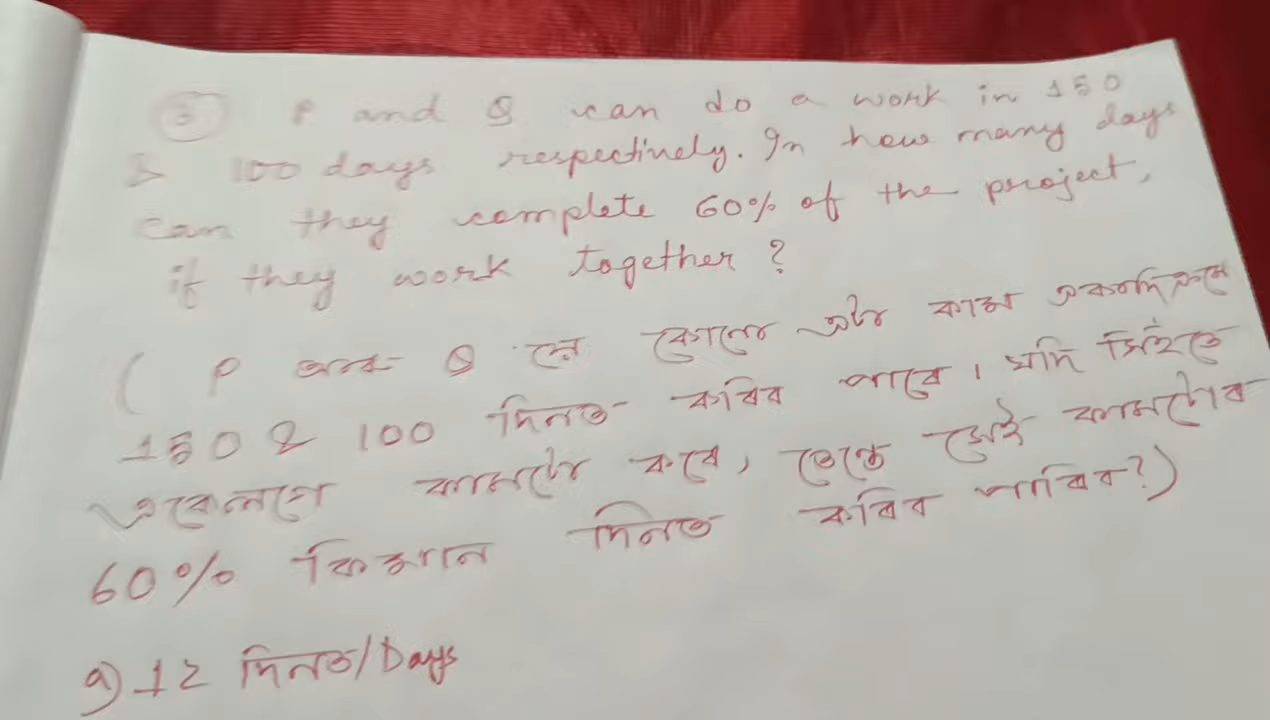 ③ P and Q can do a work in 150
& 100 days respectively. In how many days
can they complete 60% of the project,
if they work together ?
( P আৰু Q য়ে কোনো এটা কাম একাদিক্ৰমে
150 & 100 দিনত কৰিব পাৰে। যদি সিহঁতে
একেলগে কামটো কৰে, তেন্তে সেই কামটোৰ
60% কিমান দিনত কৰিব পাৰিব?)
a) 12 দিনত/Days